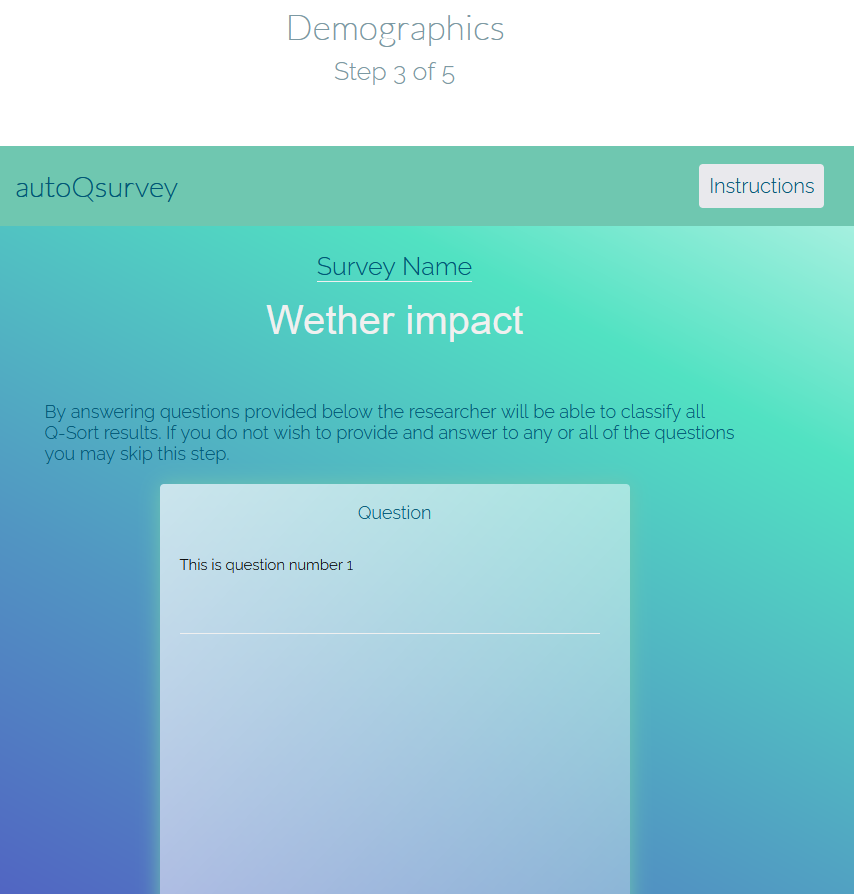 Demographics
Step 3 of 5
autoQsurvey
Instructions
Survey Name
Wether impact
By answering questions provided below the researcher will be able to classify all
Q-Sort results. If you do not wish to provide and answer to any or all of the questions
you may skip this step.
Question
This is question number 1